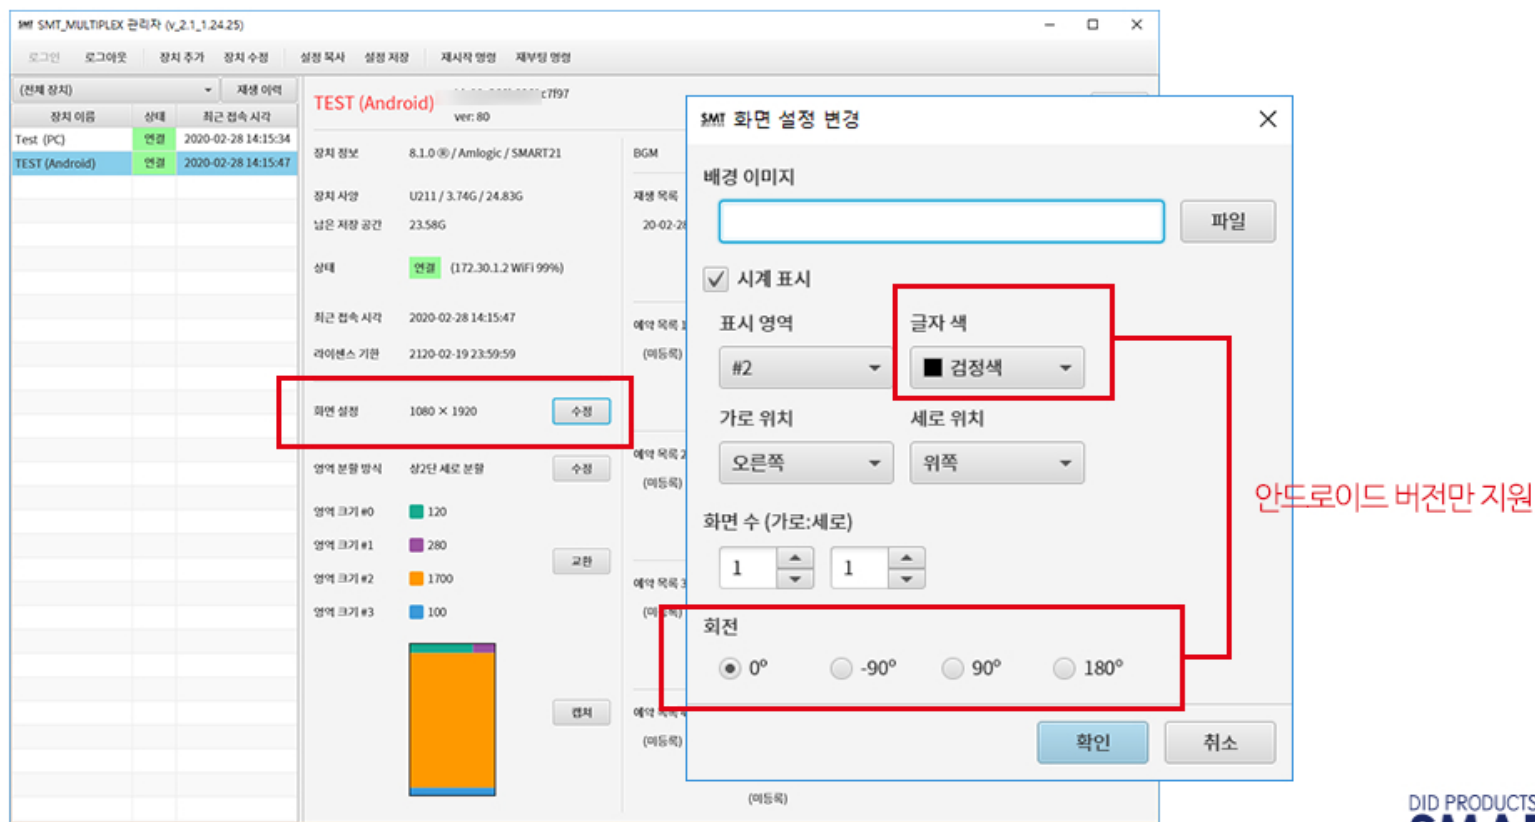 SMT SMT_MULTIPLEX 관리자 (v_2.1_1.24.25)
로그인 로그아웃 장치 추가 장치 수정 설정 복사 설정 저장 재시작 명령 재부팅 명령
(전체 장치) 재생 이력
장치 이름 상태 최근 접속 시각
Test (PC) 연결 2020-02-28 14:15:34
TEST (Android) 연결 2020-02-28 14:15:47
TEST (Android) c7f97
ver: 80
장치 정보 8.1.0 ® / Amlogic / SMART21
장치 사양 U211 / 3.74G / 24.83G
남은 저장 공간 23.58G
상태 연결 (172.30.1.2 WiFi 99%)
최근 접속 시각 2020-02-28 14:15:47
라이센스 기한 2120-02-19 23:59:59
화면 설정 1080 × 1920 수정
영역 분할 방식 상2단 세로 분할 수정
영역 크기 #0 120
영역 크기 #1 280
교환
영역 크기 #2 1700
영역 크기 #3 100
캡쳐
BGM
재생 목록
20-02-28
예약 목록 1
(미등록)
예약 목록 2
(미등록)
예약 목록 3
(미등록)
예약 목록 4
(미등록)
(미등록)
SMT 화면 설정 변경
배경 이미지
파일
시계 표시
표시 영역 글자 색
#2 검정색
가로 위치 세로 위치
오른쪽 위쪽
화면 수 (가로:세로)
1 1
회전
0º -90º 90º 180º
확인 취소
안드로이드 버전만 지원
DID PRODUCTS